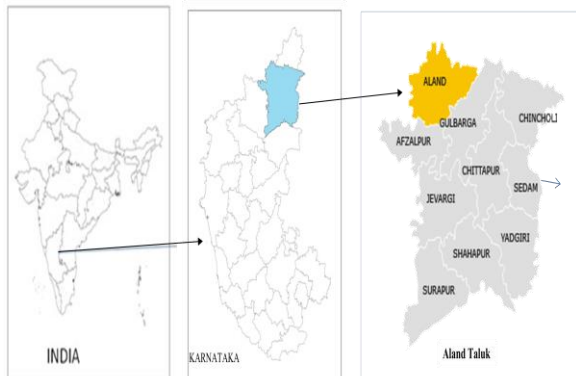 INDIA
KARNATAKA
ALAND
GULBARGA
CHINCHOLI
AFZALPUR
CHITTAPUR
SEDAM
JEVARGI
YADGIRI
SHAHAPUR
SURAPUR
Aland Taluk